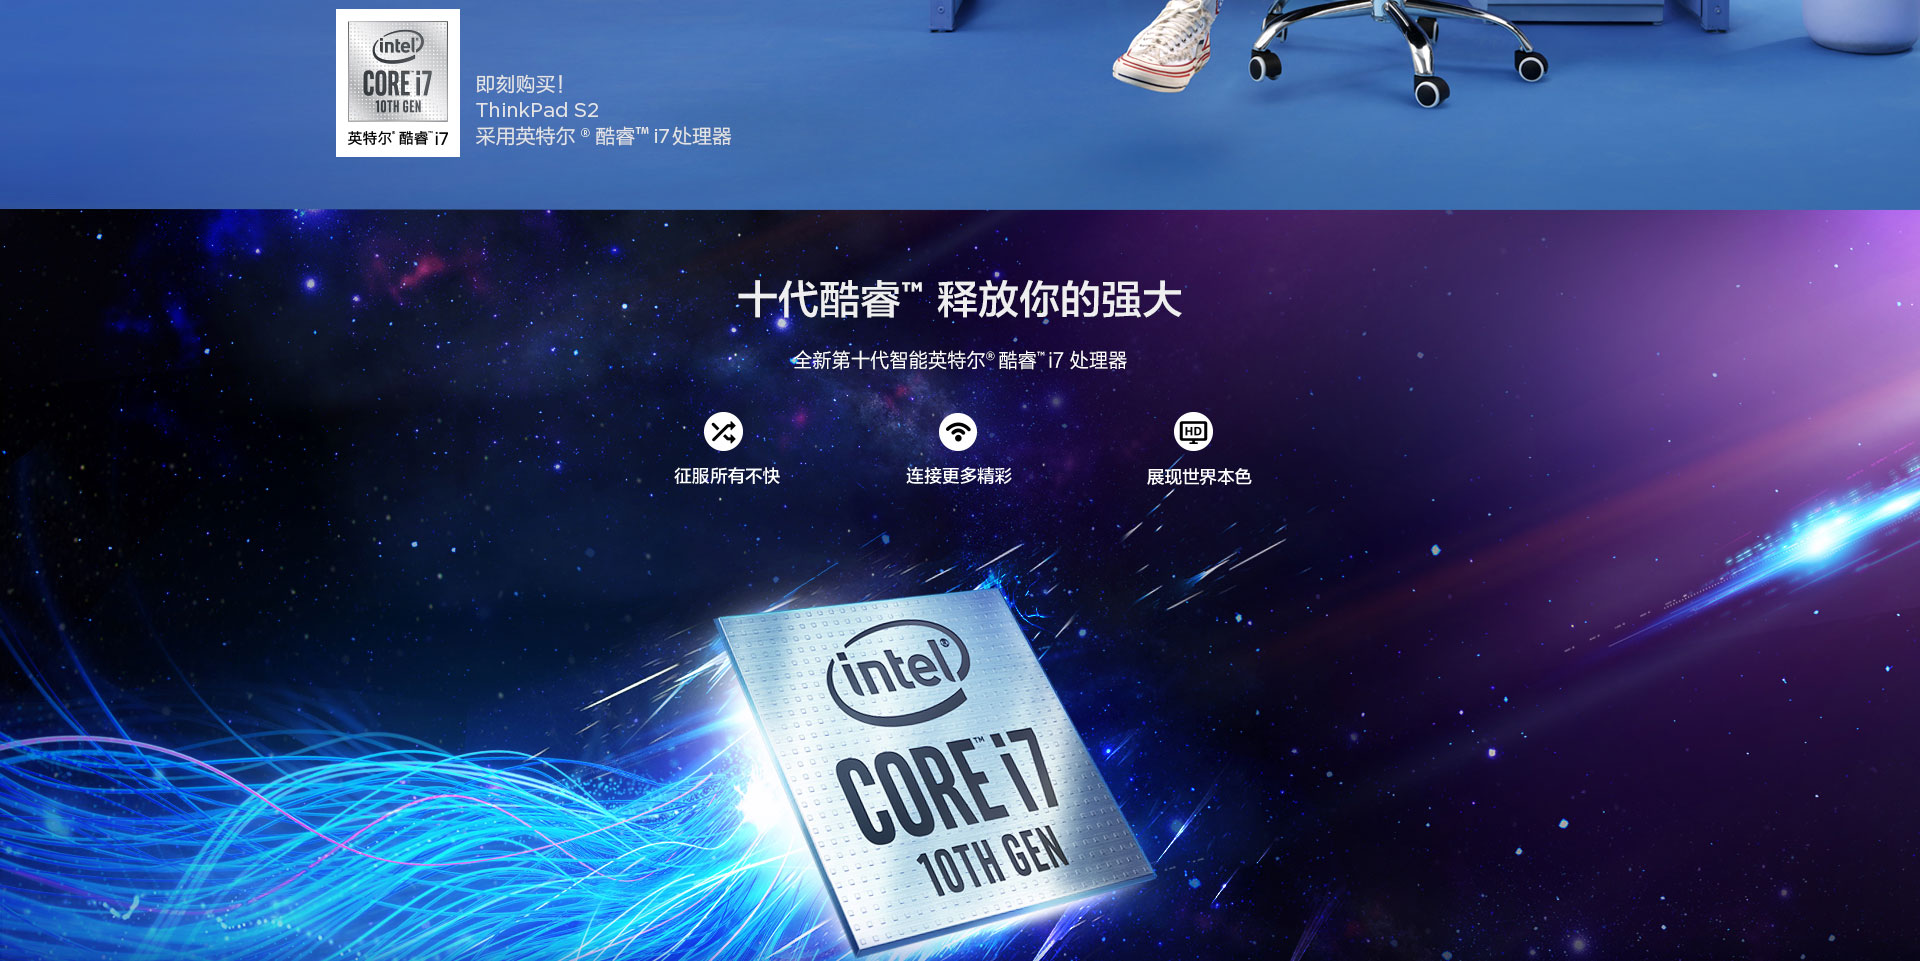 intel®
CORE™ i7
10TH GEN
英特尔® 酷睿™ i7
即刻购买！
ThinkPad S2
采用英特尔 ® 酷睿™ i7 处理器
十代酷睿™ 释放你的强大
全新第十代智能英特尔® 酷睿™ i7 处理器
HD
征服所有不快
连接更多精彩
展现世界本色
intel®
CORE™ i7
10TH GEN